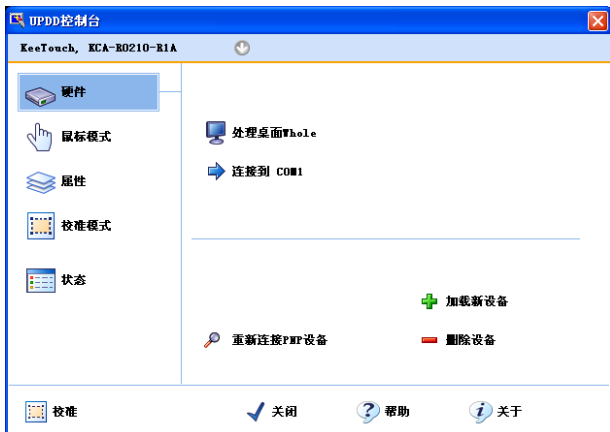 UPDD控制台
KeeTouch, KCA-R0210-R1A
硬件
鼠标模式
属性
校准模式
状态
处理桌面Whole
连接到 COM1
加载新设备
重新连接PNP设备
删除设备
校准
关闭
帮助
关于